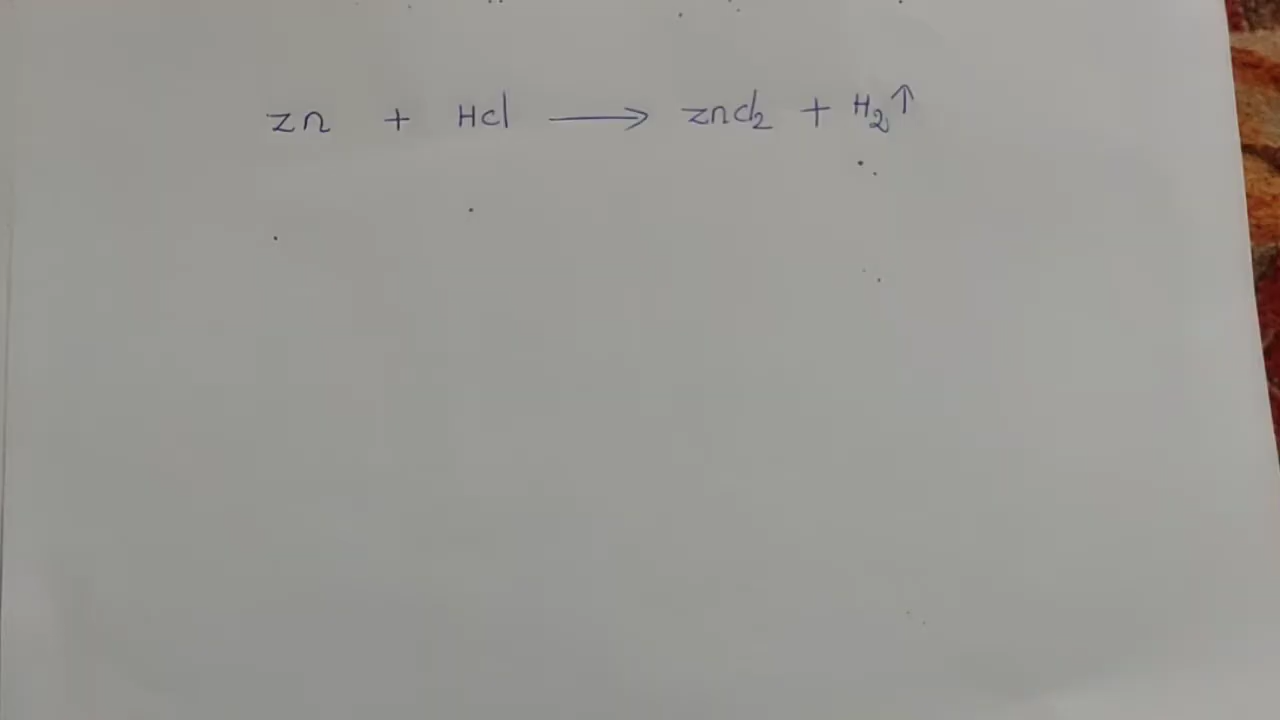 Zn + HCl ⟶ ZnCl₂ + H₂↑